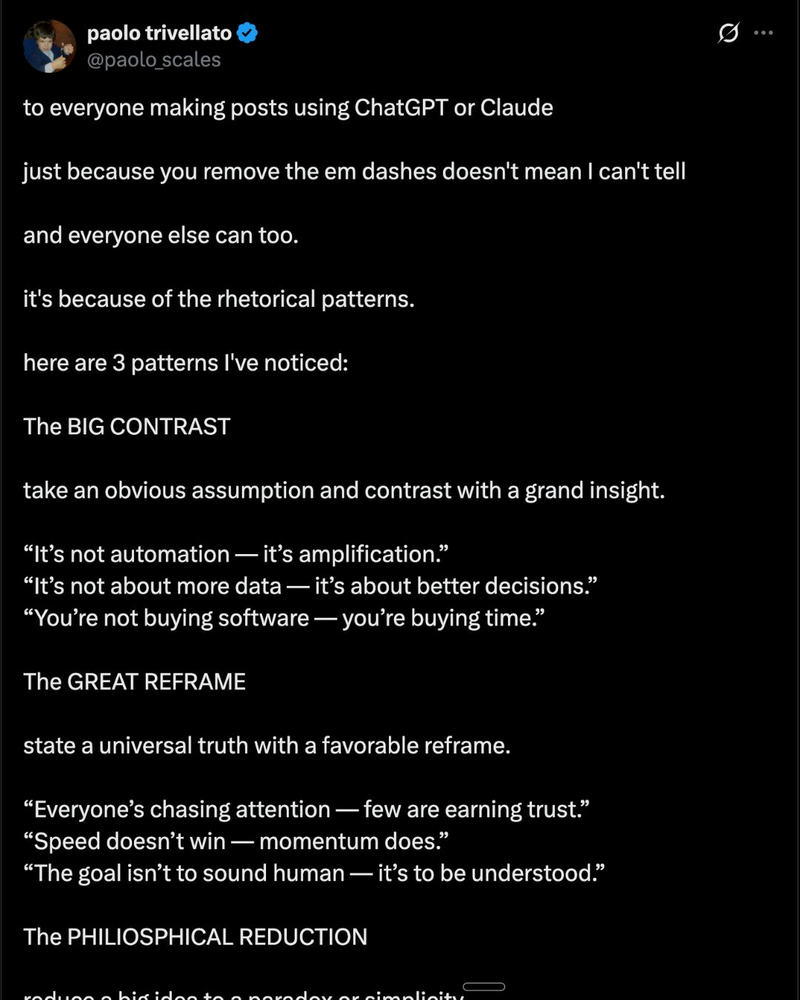 paolo trivellato
@paolo_scales
to everyone making posts using ChatGPT or Claude
just because you remove the em dashes doesn't mean I can't tell
and everyone else can too.
it's because of the rhetorical patterns.
here are 3 patterns I've noticed:
The BIG CONTRAST
take an obvious assumption and contrast with a grand insight.
“It’s not automation — it’s amplification.”
“It’s not about more data — it’s about better decisions.”
“You’re not buying software — you’re buying time.”
The GREAT REFRAME
state a universal truth with a favorable reframe.
“Everyone’s chasing attention — few are earning trust.”
“Speed doesn’t win — momentum does.”
“The goal isn’t to sound human — it’s to be understood.”
The PHILIOSPHICAL REDUCTION
reduce a big idea to a paradox or simplicity